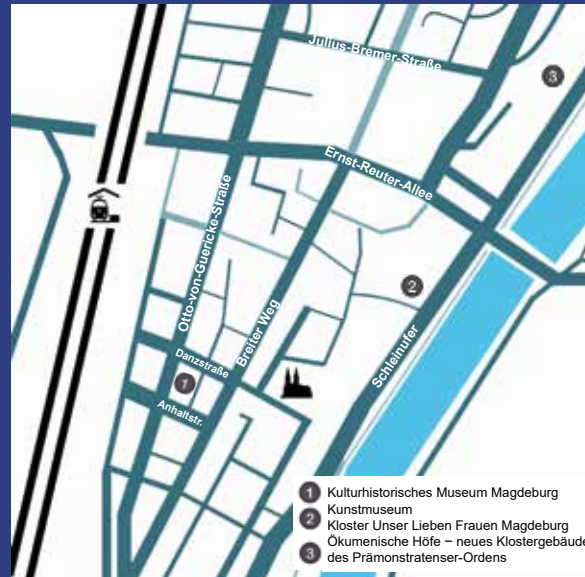 Julius-Bremer-Straße
3
Ernst-Reuter-Allee
Otto-von-Guericke-Straße
2
Breiter Weg
Schleinufer
Danzstraße
1
Anhaltstr.
1 Kulturhistorisches Museum Magdeburg
Kunstmuseum
2 Kloster Unser Lieben Frauen Magdeburg
Ökumenische Höfe – neues Klostergebäude
3 des Prämonstratenser-Ordens